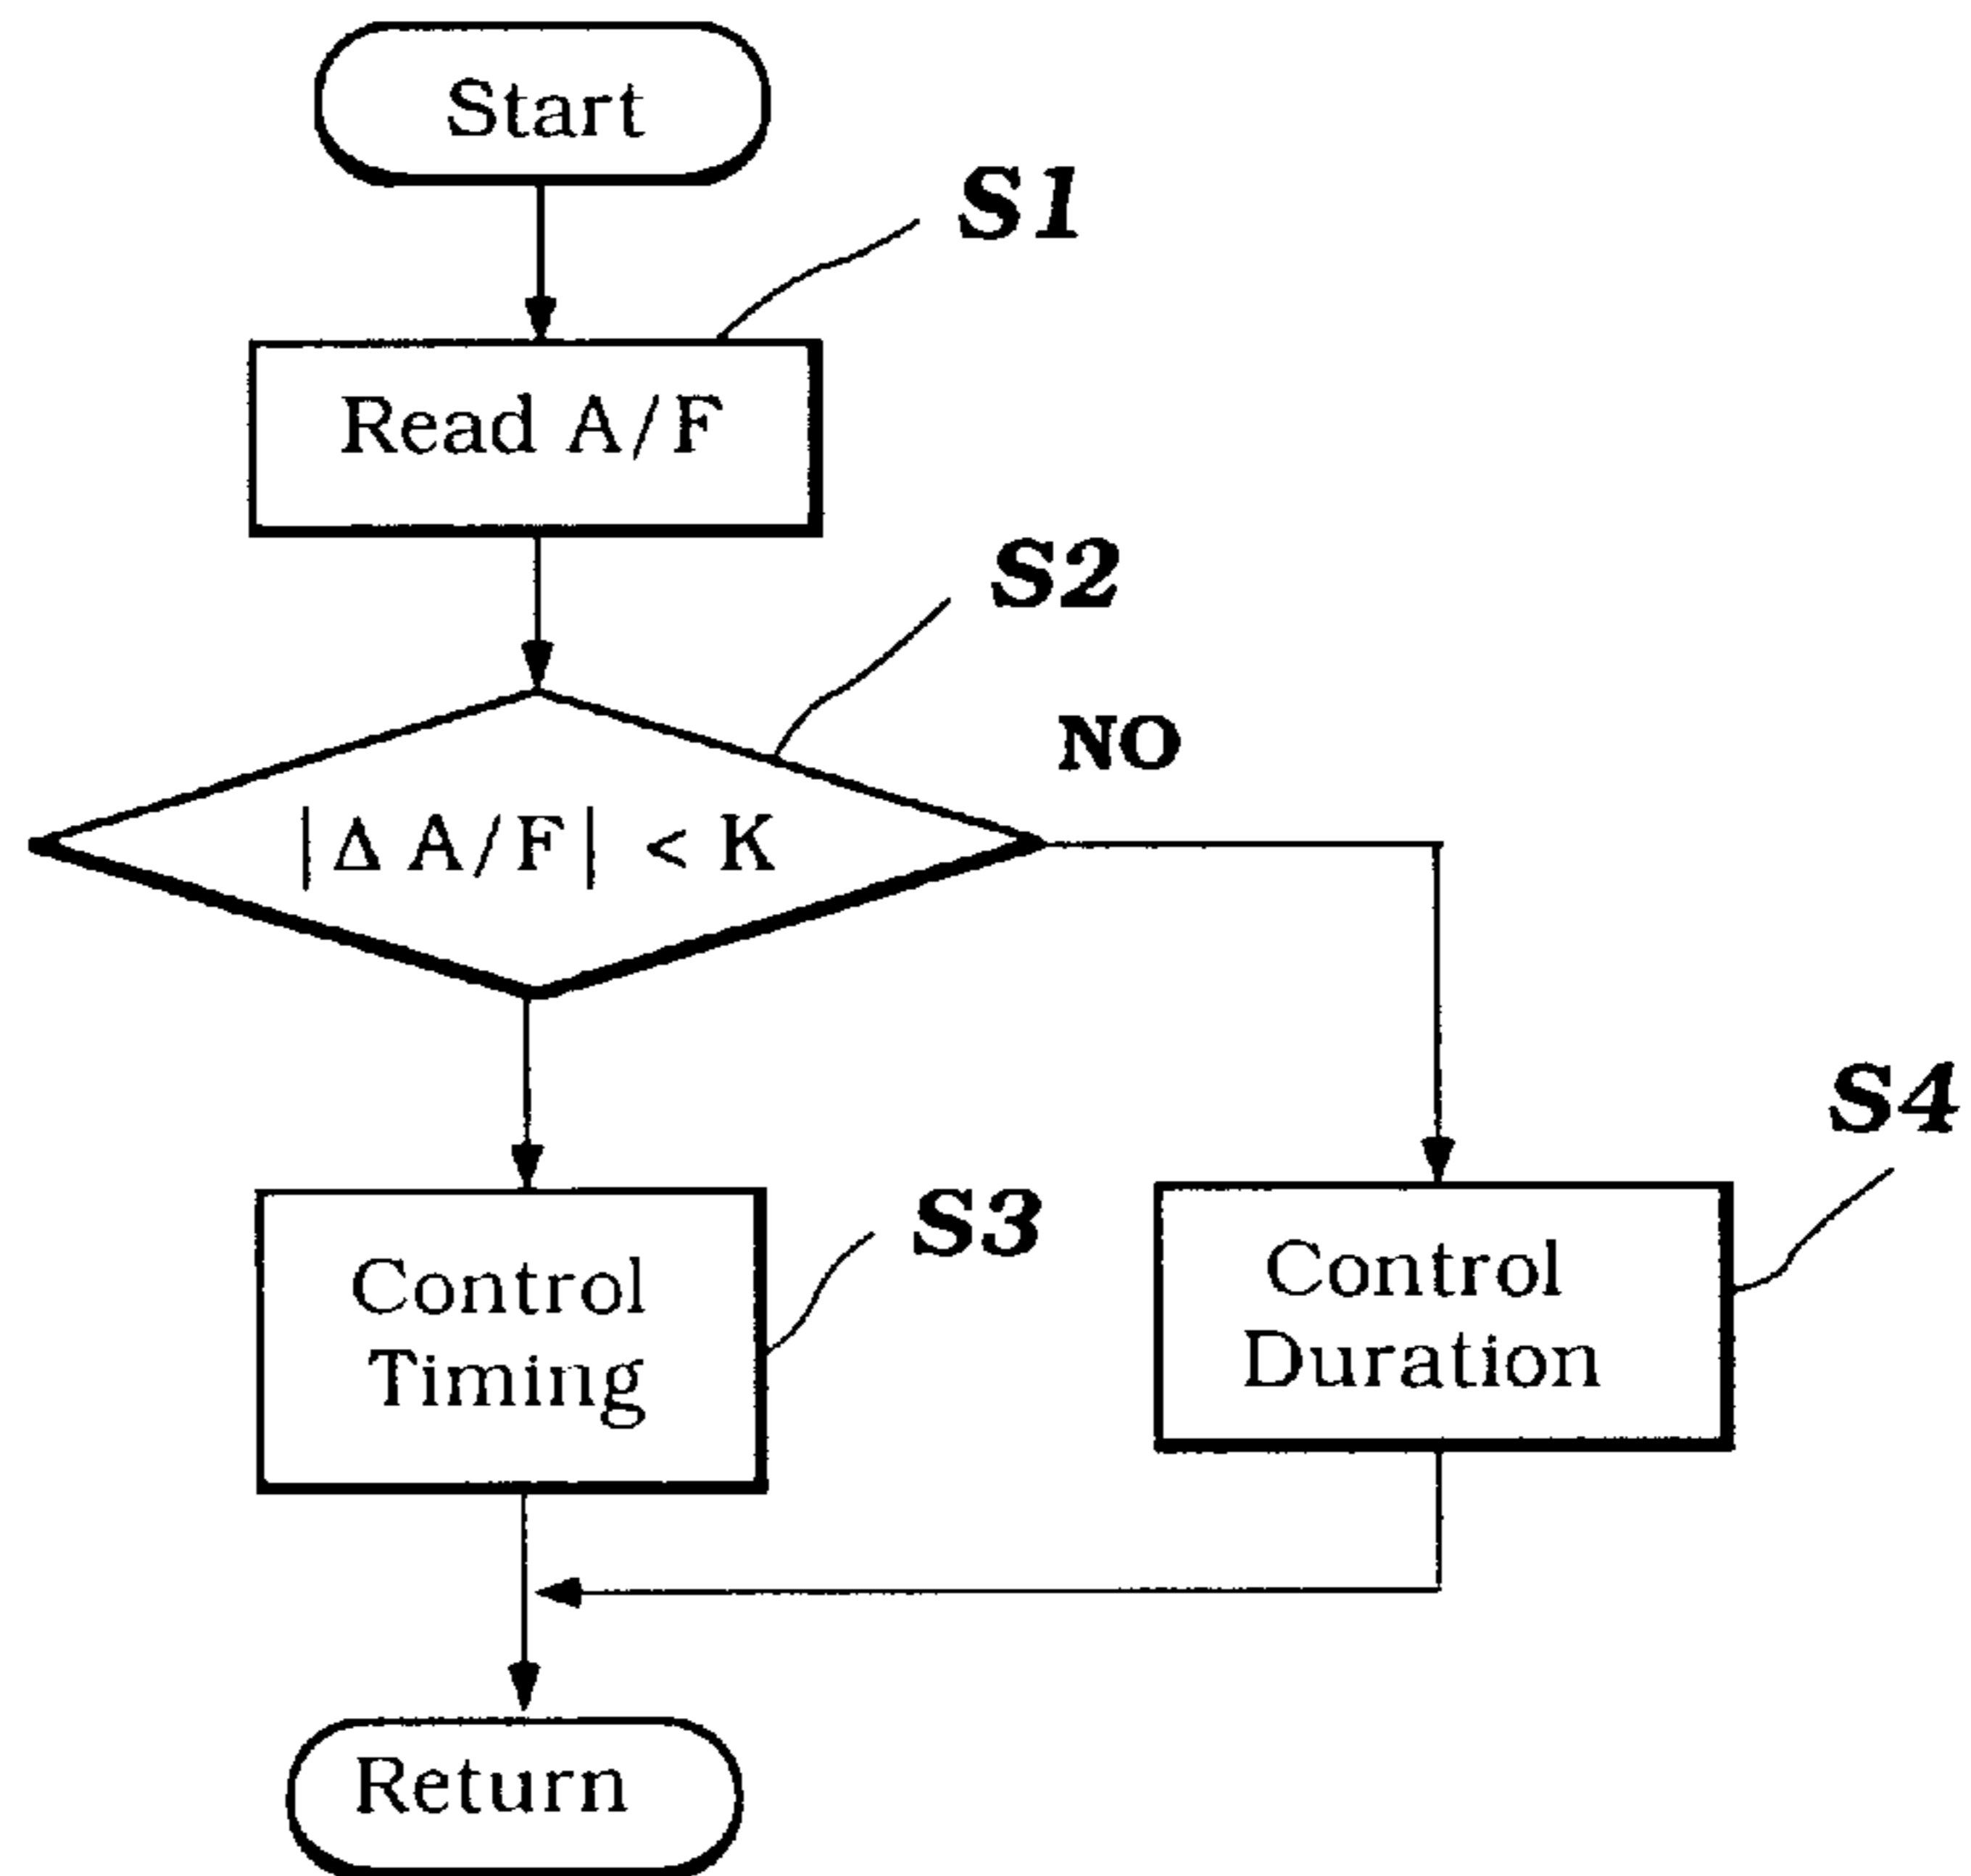 Start
S1
Read A/F
S2
NO
|Δ A/F| < K
S4
S3
Control
Timing
Control
Duration
Return